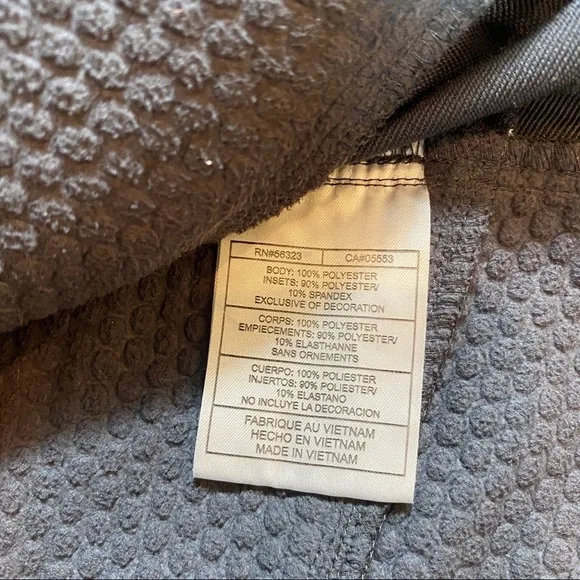 RN#56323 CA#05553
BODY: 100% POLYESTER
INSETS: 90% POLYESTER/
10% SPANDEX
EXCLUSIVE OF DECORATION
CORPS: 100% POLYESTER
EMPIECEMENTS: 90% POLYESTER/
10% ELASTHANNE
SANS ORNEMENTS
CUERPO: 100% POLIESTER
INJERTOS: 90% POLIESTER/
10% ELASTANO
NO INCLUYE LA DECORACION
FABRIQUE AU VIETNAM
HECHO EN VIETNAM
MADE IN VIETNAM